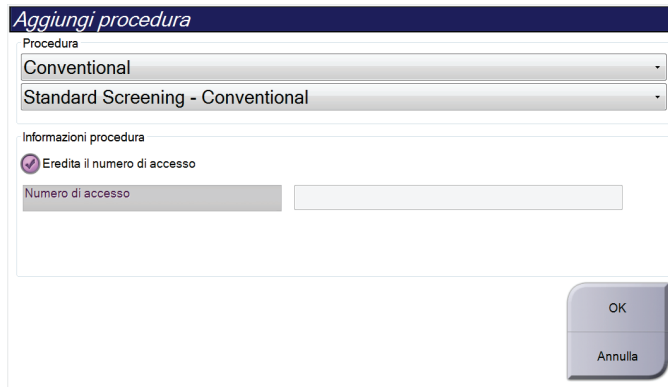 Aggiungi procedura
Procedura
Conventional
Standard Screening - Conventional
Informazioni procedura
Eredita il numero di accesso
Numero di accesso
OK
Annulla